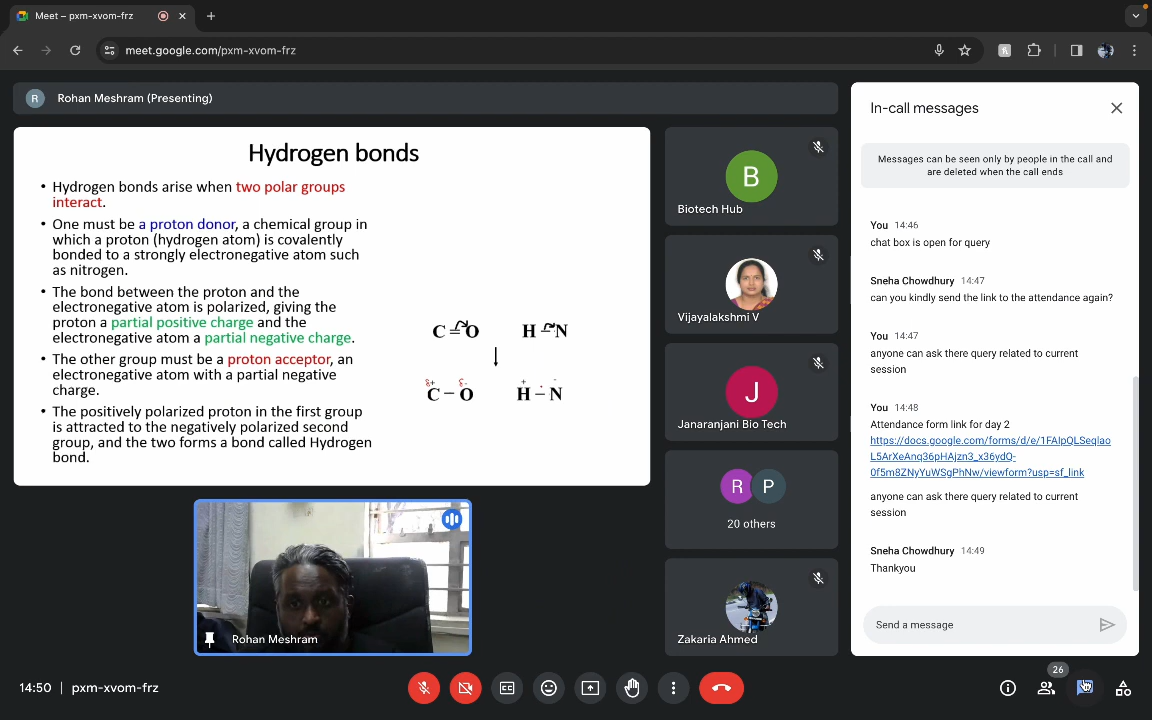 Meet – pxm-xvom-frz
meet.google.com/pxm-xvom-frz
R
Rohan Meshram (Presenting)
Hydrogen bonds
• Hydrogen bonds arise when two polar groups
interact.
• One must be a proton donor, a chemical group in
which a proton (hydrogen atom) is covalently
bonded to a strongly electronegative atom such
as nitrogen.
• The bond between the proton and the
electronegative atom is polarized, giving the
proton a partial positive charge and the
electronegative atom a partial negative charge.
• The other group must be a proton acceptor, an
electronegative atom with a partial negative
charge.
• The positively polarized proton in the first group
is attracted to the negatively polarized second
group, and the two forms a bond called Hydrogen
bond.
C = O H – N
δ+ δ- + -
C – O H – N
Rohan Meshram
B
Biotech Hub
Vijayalakshmi V
J
Janaranjani Bio Tech
R P
20 others
Zakaria Ahmed
In-call messages
Messages can be seen only by people in the call and
are deleted when the call ends
You 14:46
chat box is open for query
Sneha Chowdhury 14:47
can you kindly send the link to the attendance again?
You 14:47
anyone can ask there query related to current
session
You 14:48
Attendance form link for day 2
https://docs.google.com/forms/d/e/1FAIpQLSeqlao
L5ArXeAnq36pHAjzn3_x36ydQ-
0f5m8ZNyYuWSgPhNw/viewform?usp=sf_link
anyone can ask there query related to current
session
Sneha Chowdhury 14:49
Thankyou
Send a message
14:50 | pxm-xvom-frz
CC
26